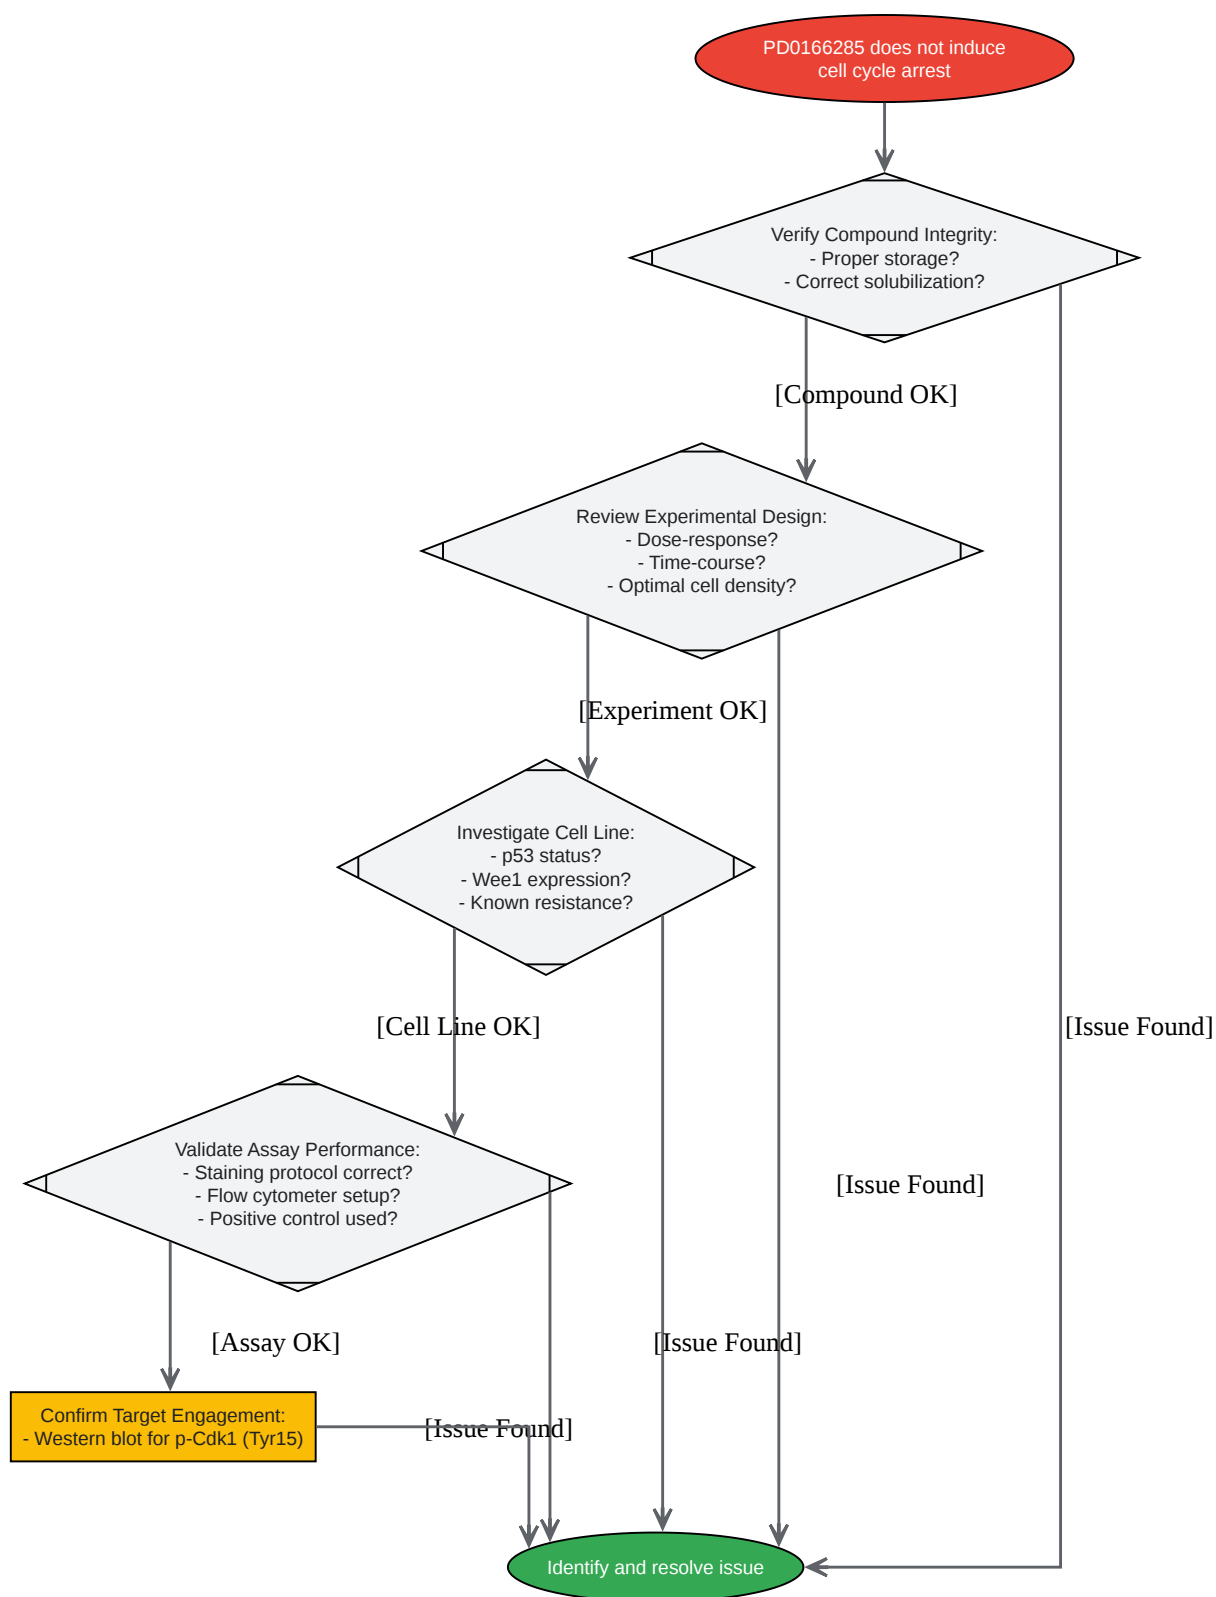 PD0166285 does not induce
cell cycle arrest
Verify Compound Integrity:
- Proper storage?
- Correct solubilization?
[Compound OK]
Review Experimental Design:
- Dose-response?
- Time-course?
- Optimal cell density?
[Experiment OK]
Investigate Cell Line:
- p53 status?
- Wee1 expression?
- Known resistance?
[Cell Line OK]
[Issue Found]
Validate Assay Performance:
- Staining protocol correct?
- Flow cytometer setup?
- Positive control used?
[Issue Found]
[Assay OK]
[Issue Found]
Confirm Target Engagement:
- Western blot for p-Cdk1 (Tyr15)
[Issue Found]
Identify and resolve issue